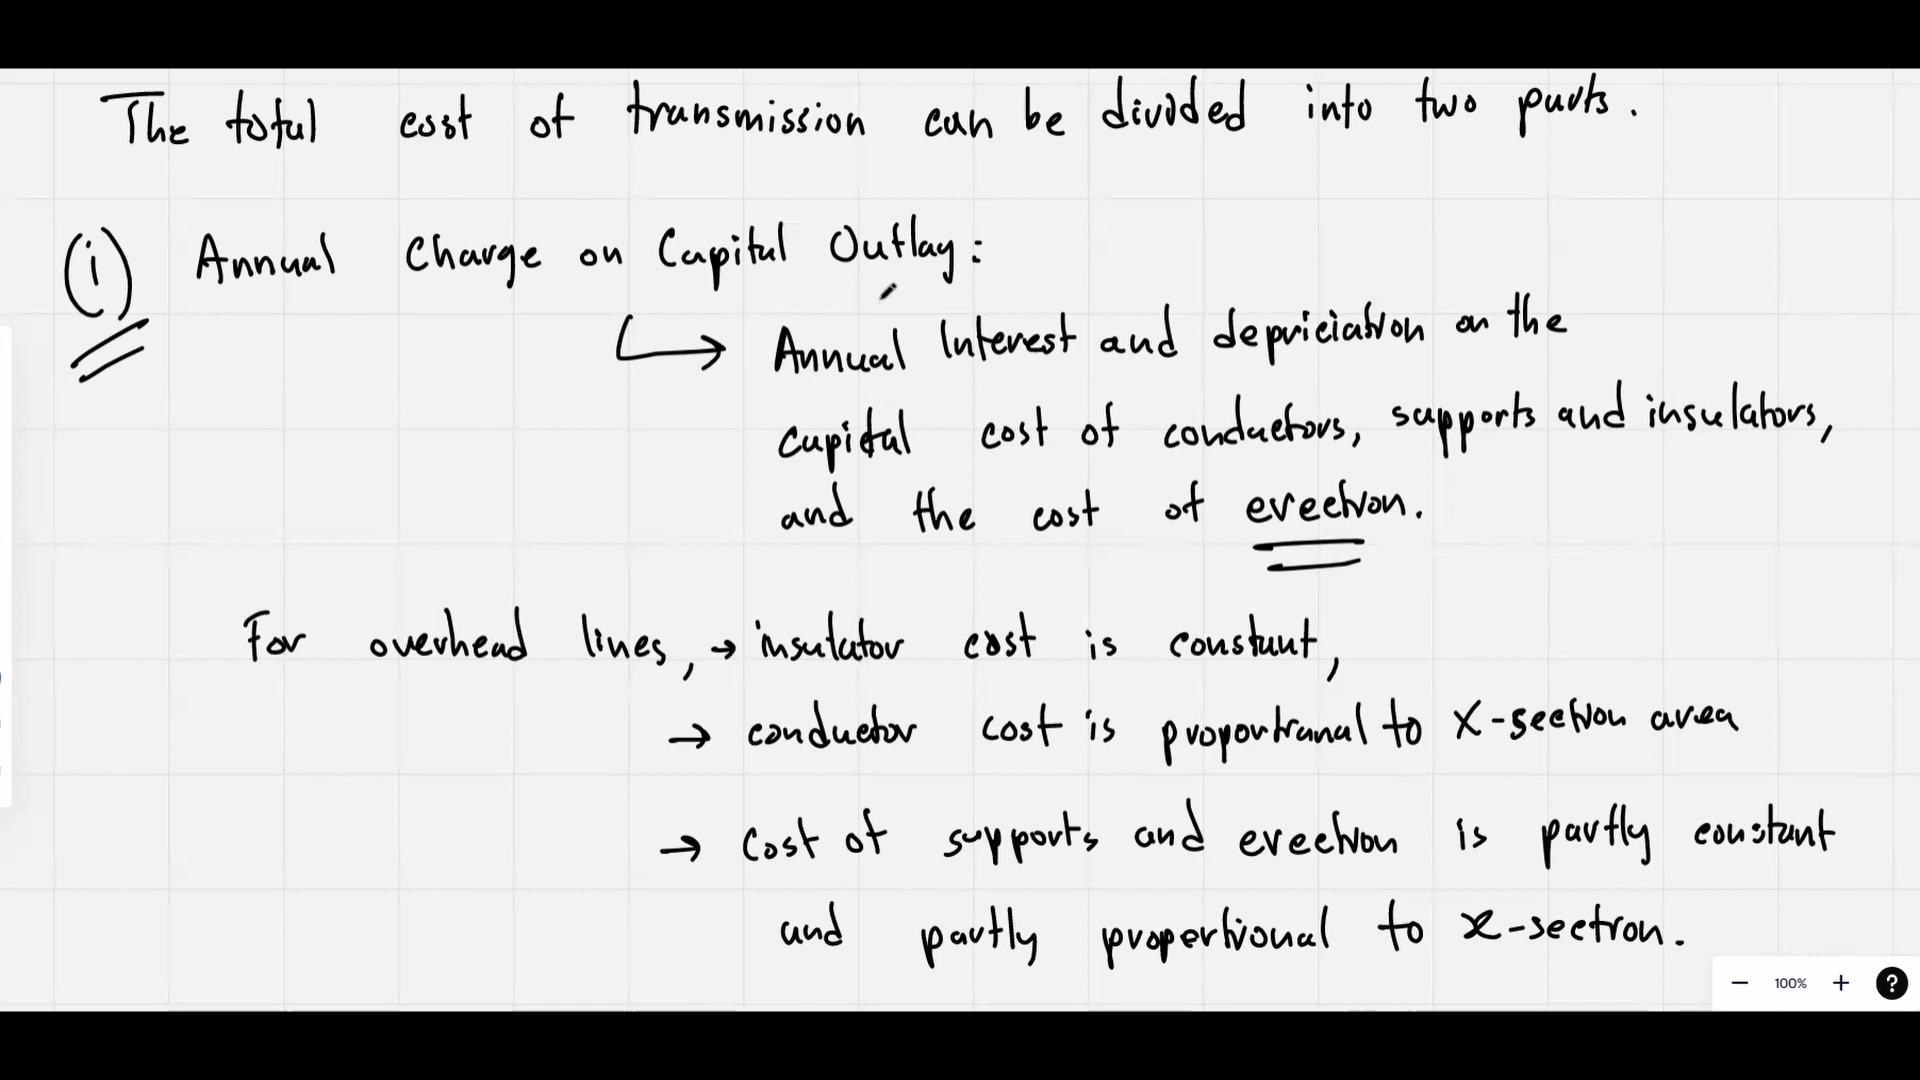 The total cost of transmission can be divided into two parts.
(i) Annual Charge on Capital Outlay:
Annual Interest and depriciation on the
capital cost of conductors, supports and insulators,
and the cost of erection.
For overhead lines, → insulator cost is constant,
→ conductor cost is proportional to X-section area
→ Cost of supports and erection is partly constant
and partly propertional to x-section.
− 100% + ?